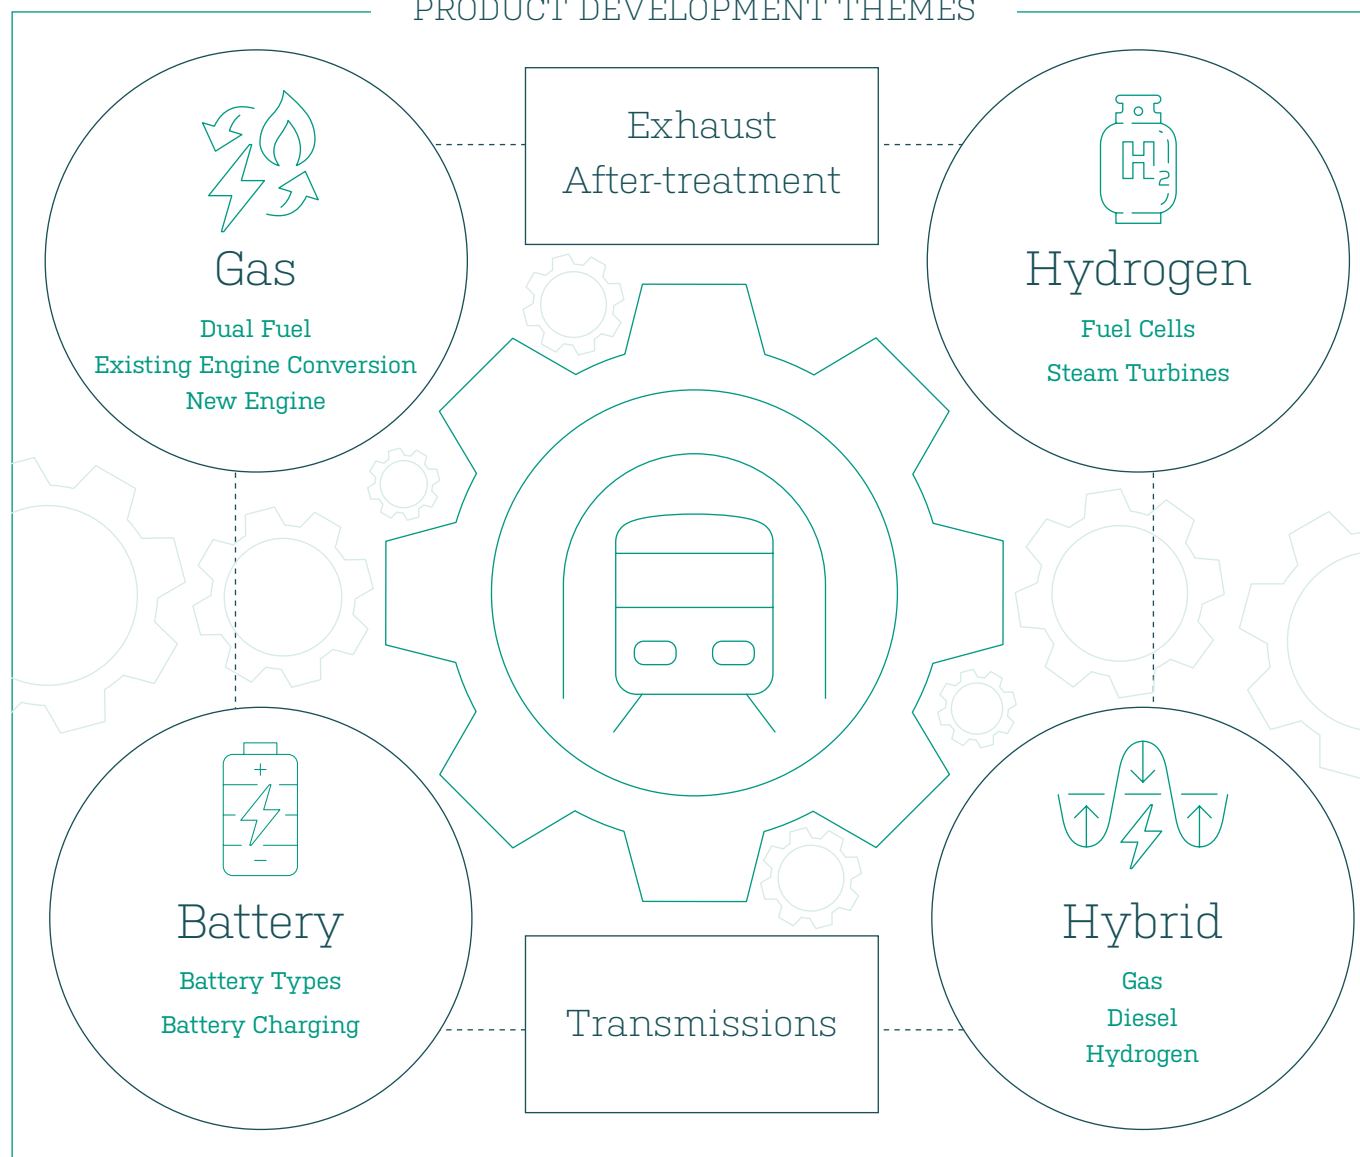 PRODUCT DEVELOPMENT THEMES
Exhaust
After-treatment
Gas
Dual Fuel
Existing Engine Conversion
New Engine
H2
Hydrogen
Fuel Cells
Steam Turbines
Battery
Battery Types
Battery Charging
Transmissions
Hybrid
Gas
Diesel
Hydrogen